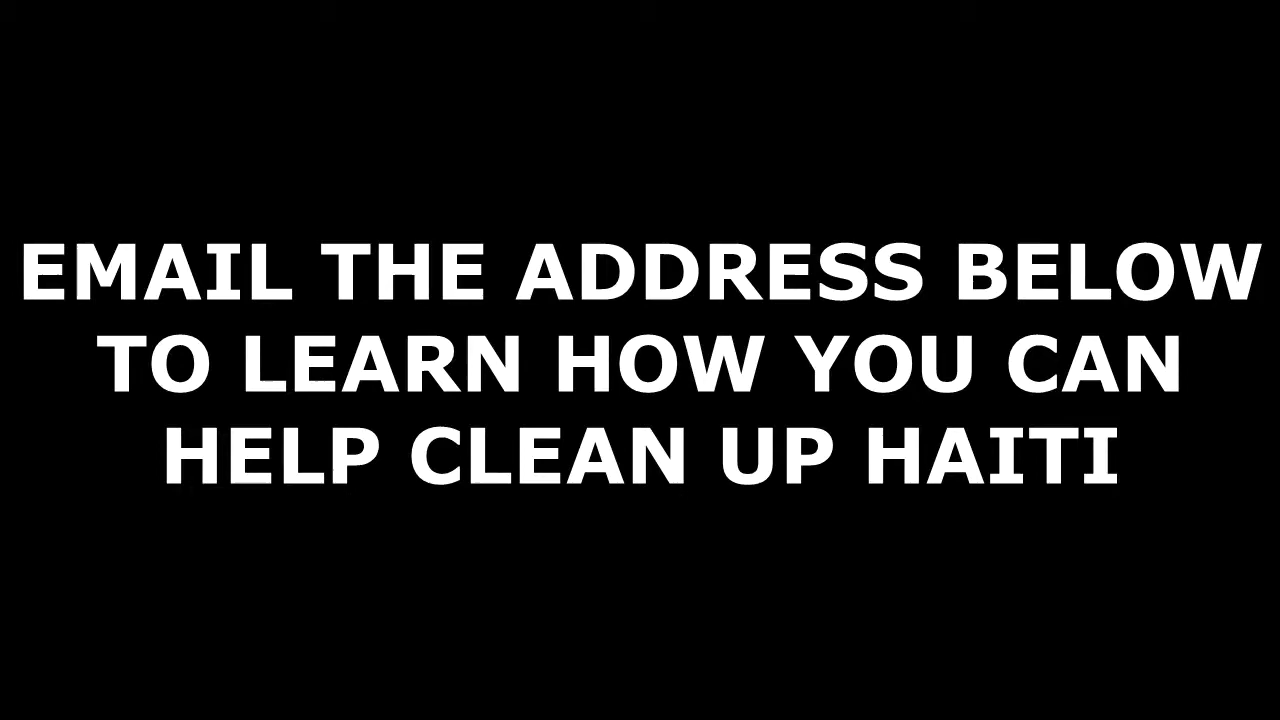 EMAIL THE ADDRESS BELOW
TO LEARN HOW YOU CAN
HELP CLEAN UP HAITI